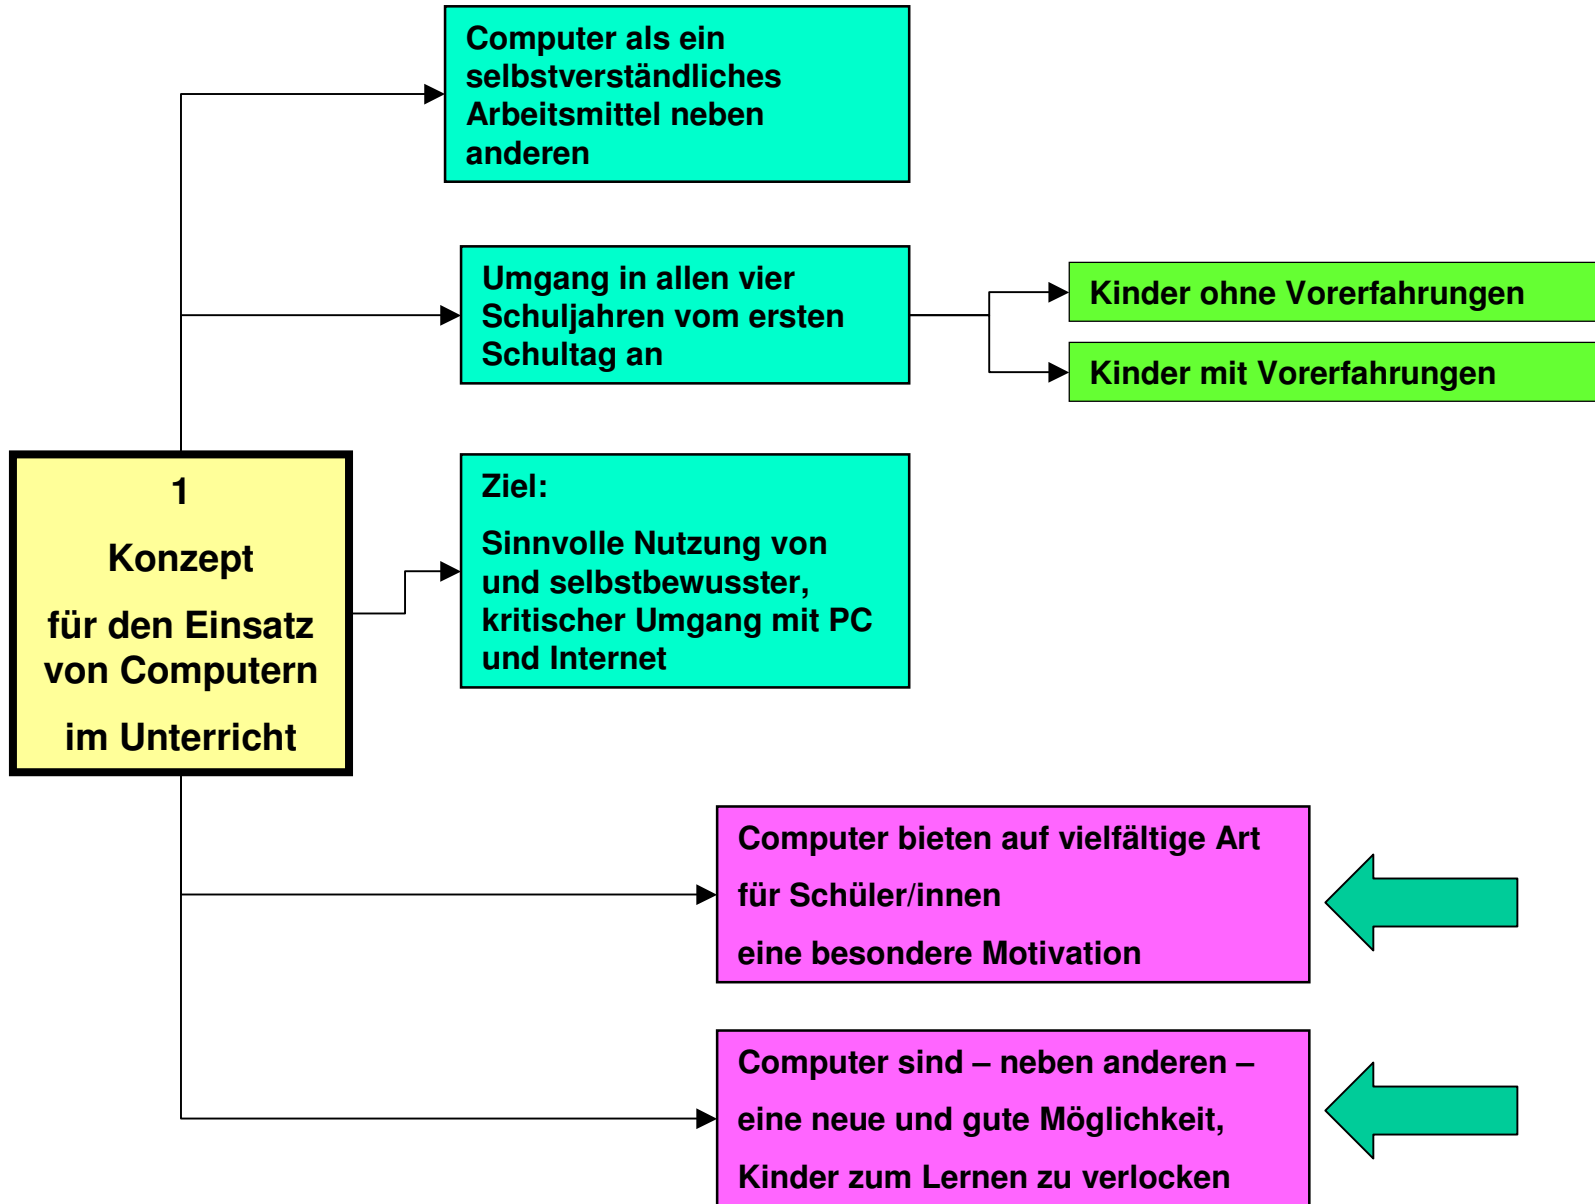 Computer als ein
selbstverständliches
Arbeitsmittel neben
anderen
Umgang in allen vier
Schuljahren vom ersten
Schultag an
Kinder ohne Vorerfahrungen
Kinder mit Vorerfahrungen
1
Konzept
für den Einsatz
von Computern
im Unterricht
Ziel:
Sinnvolle Nutzung von
und selbstbewusster,
kritischer Umgang mit PC
und Internet
Computer bieten auf vielfältige Art
für Schüler/innen
eine besondere Motivation
Computer sind – neben anderen –
eine neue und gute Möglichkeit,
Kinder zum Lernen zu verlocken